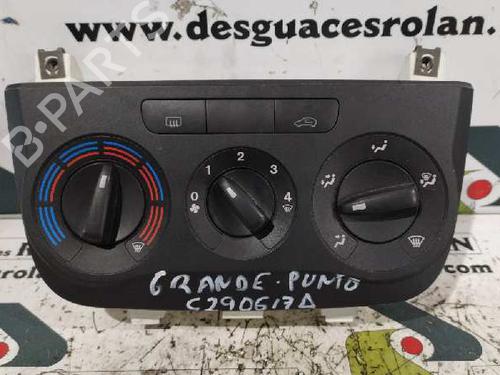 www.desguacesrolan.
B-PARTS
2
1
3
0
4
GRANDE-PUNTO
C290617A